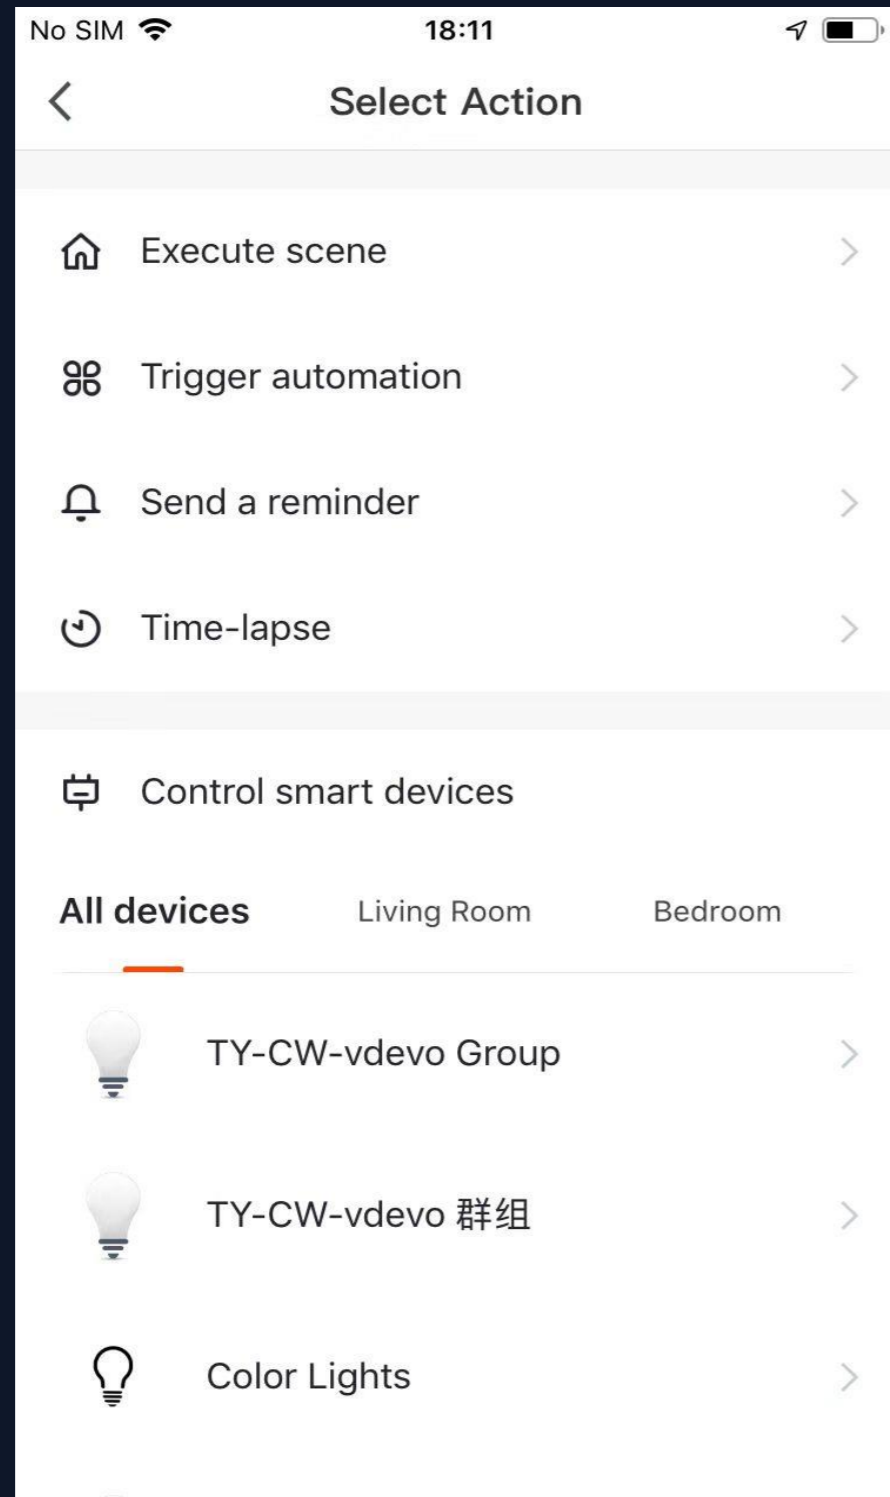 No SIM 18:11
Select Action
Execute scene
Trigger automation
Send a reminder
Time-lapse
Control smart devices
All devices Living Room Bedroom
TY-CW-vdevo Group
TY-CW-vdevo 群组
Color Lights